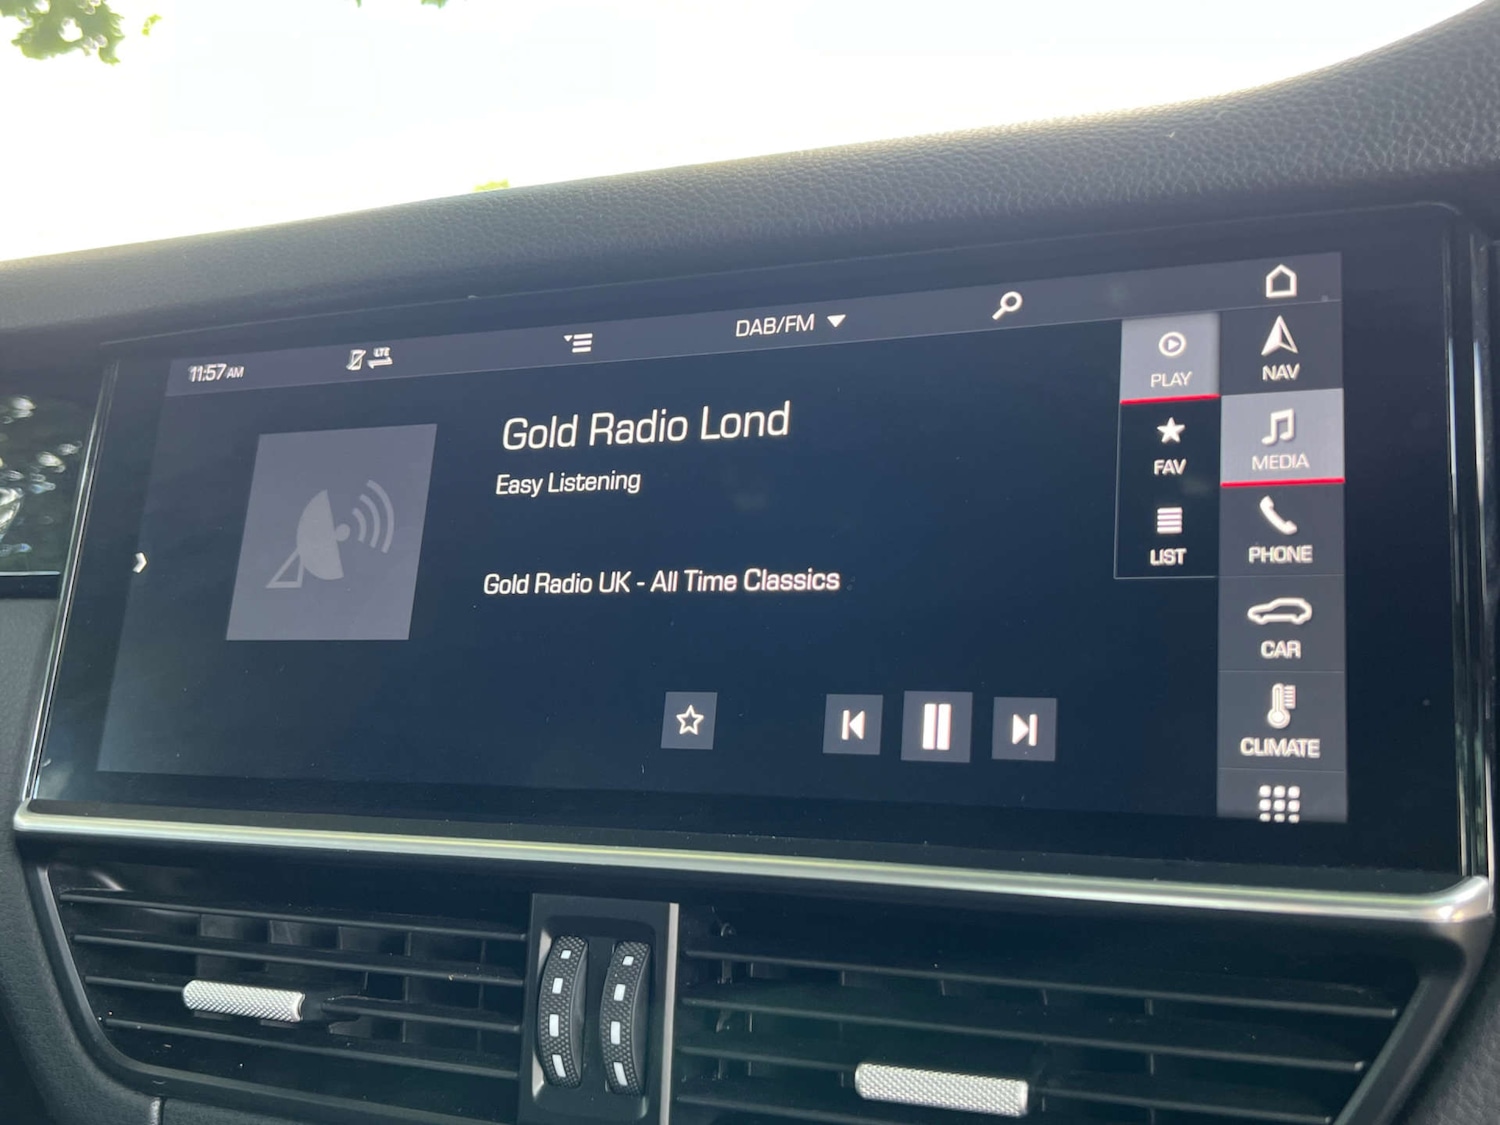 11:57 AM
LTE
DAB/FM
PLAY
NAV
Gold Radio Lond
Easy Listening
FAV
MEDIA
LIST
PHONE
Gold Radio UK - All Time Classics
CAR
CLIMATE